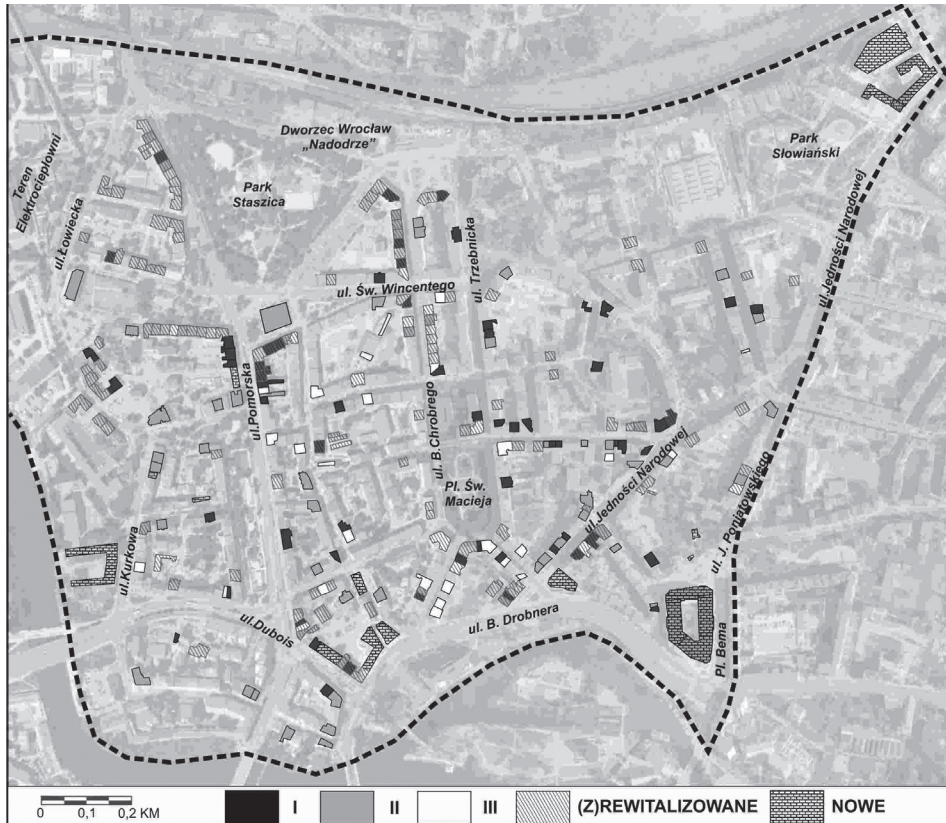 Dworzec Wrocław
„Nadodrze”
Park
Słowiański
Teren
Elektrociepłowni
Park
Staszica
ul.Łowiecka
ul. Trzebnicka
ul.Jedności Narodowej
ul. Św. Wincentego
ul.Pomorska
ul. B.Chrobrego
Pl. Św.
Macieja
ul.Jedności Narodowej
ul. J. Poniatowskiego
ul.Kurkowa
ul.Dubois
ul. B. Drobnera
Pl. Bema
0 0,1 0,2 KM
I II III (Z)REWITALIZOWANE NOWE